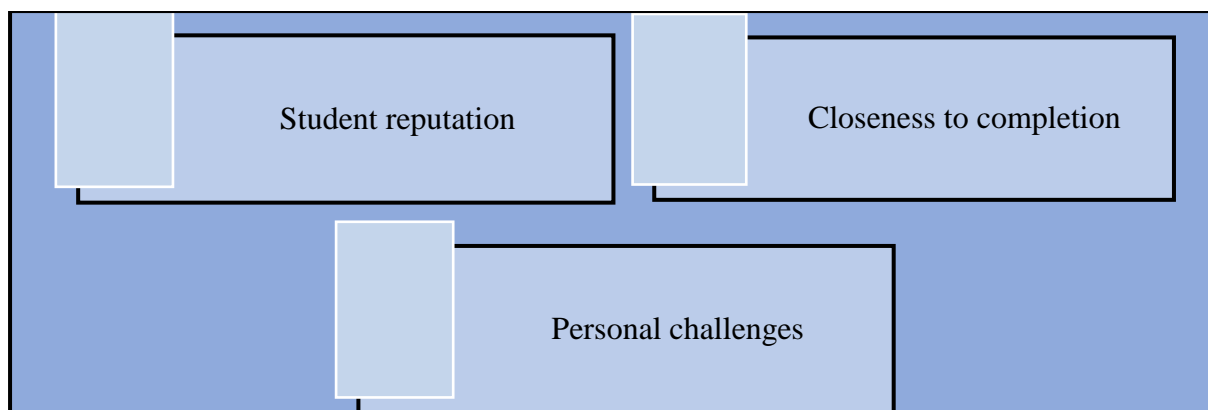 Student reputation
Closeness to completion
Personal challenges